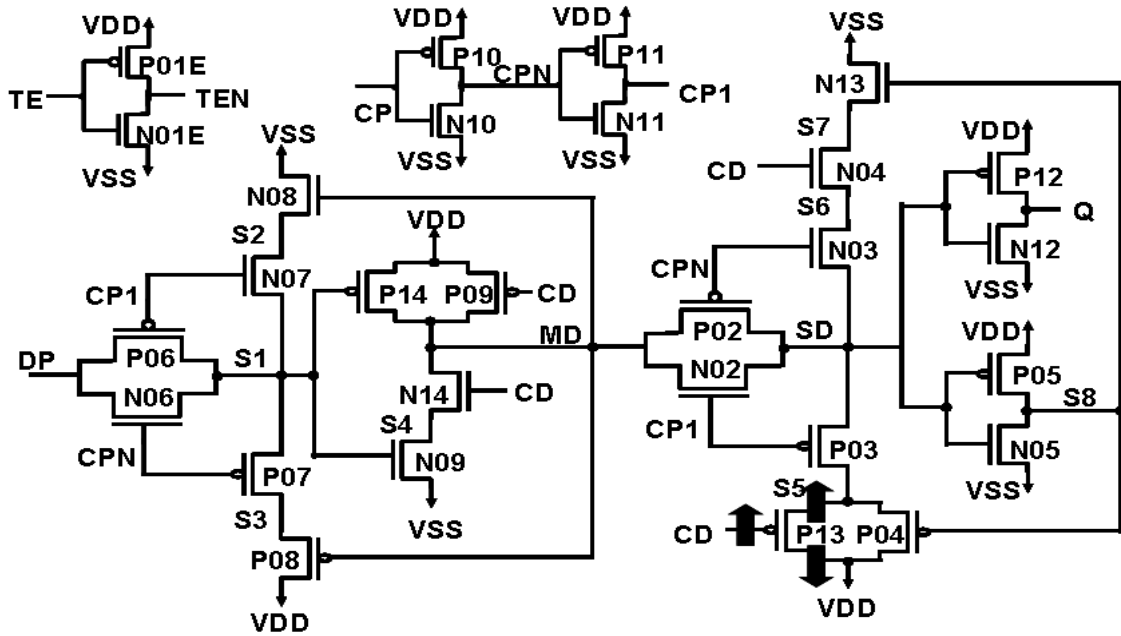 VDD
P01E
TE
TEN
N01E
VSS
VDD
P10
CPN
CP
N10
VSS
VDD
P11
CP1
N11
VSS
VSS
N13
S7
CD
N04
S6
N03
CPN
VDD
P12
Q
N12
VSS
VSS
N08
S2
N07
CP1
VDD
P14
P09
CD
DP
P06
S1
N06
MD
P02
SD
N02
VDD
P05
S8
N05
VSS
N14
CD
S4
N09
VSS
CPN
P07
S3
P08
VDD
CP1
P03
S5
CD
P13
P04
VDD